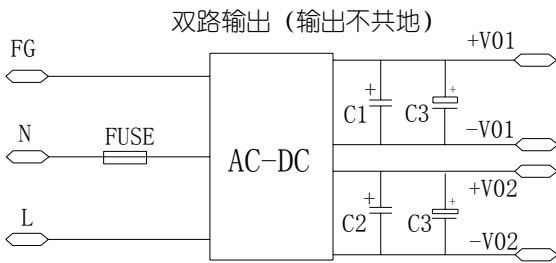 双路输出（输出不共地）
FG
+V01
+
+
C1
C3
N
FUSE
-V01
AC-DC
+V02
+
+
L
C2
C3
-V02